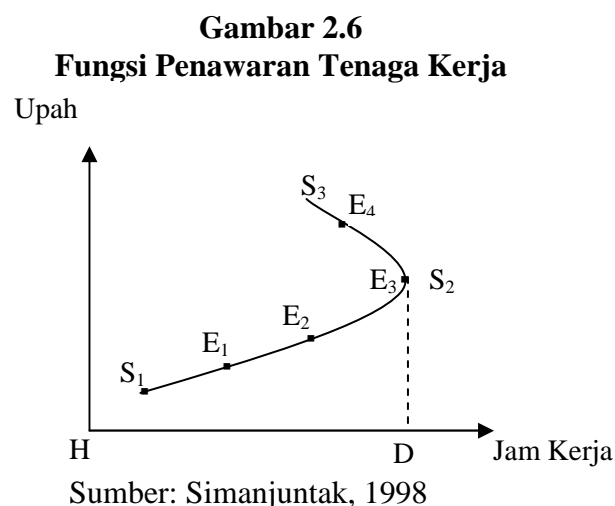 Gambar 2.6
Fungsi Penawaran Tenaga Kerja
Upah
S₃
E₄
E₃ S₂
E₂
E₁
S₁
H
D
Jam Kerja
Sumber: Simanjuntak, 1998